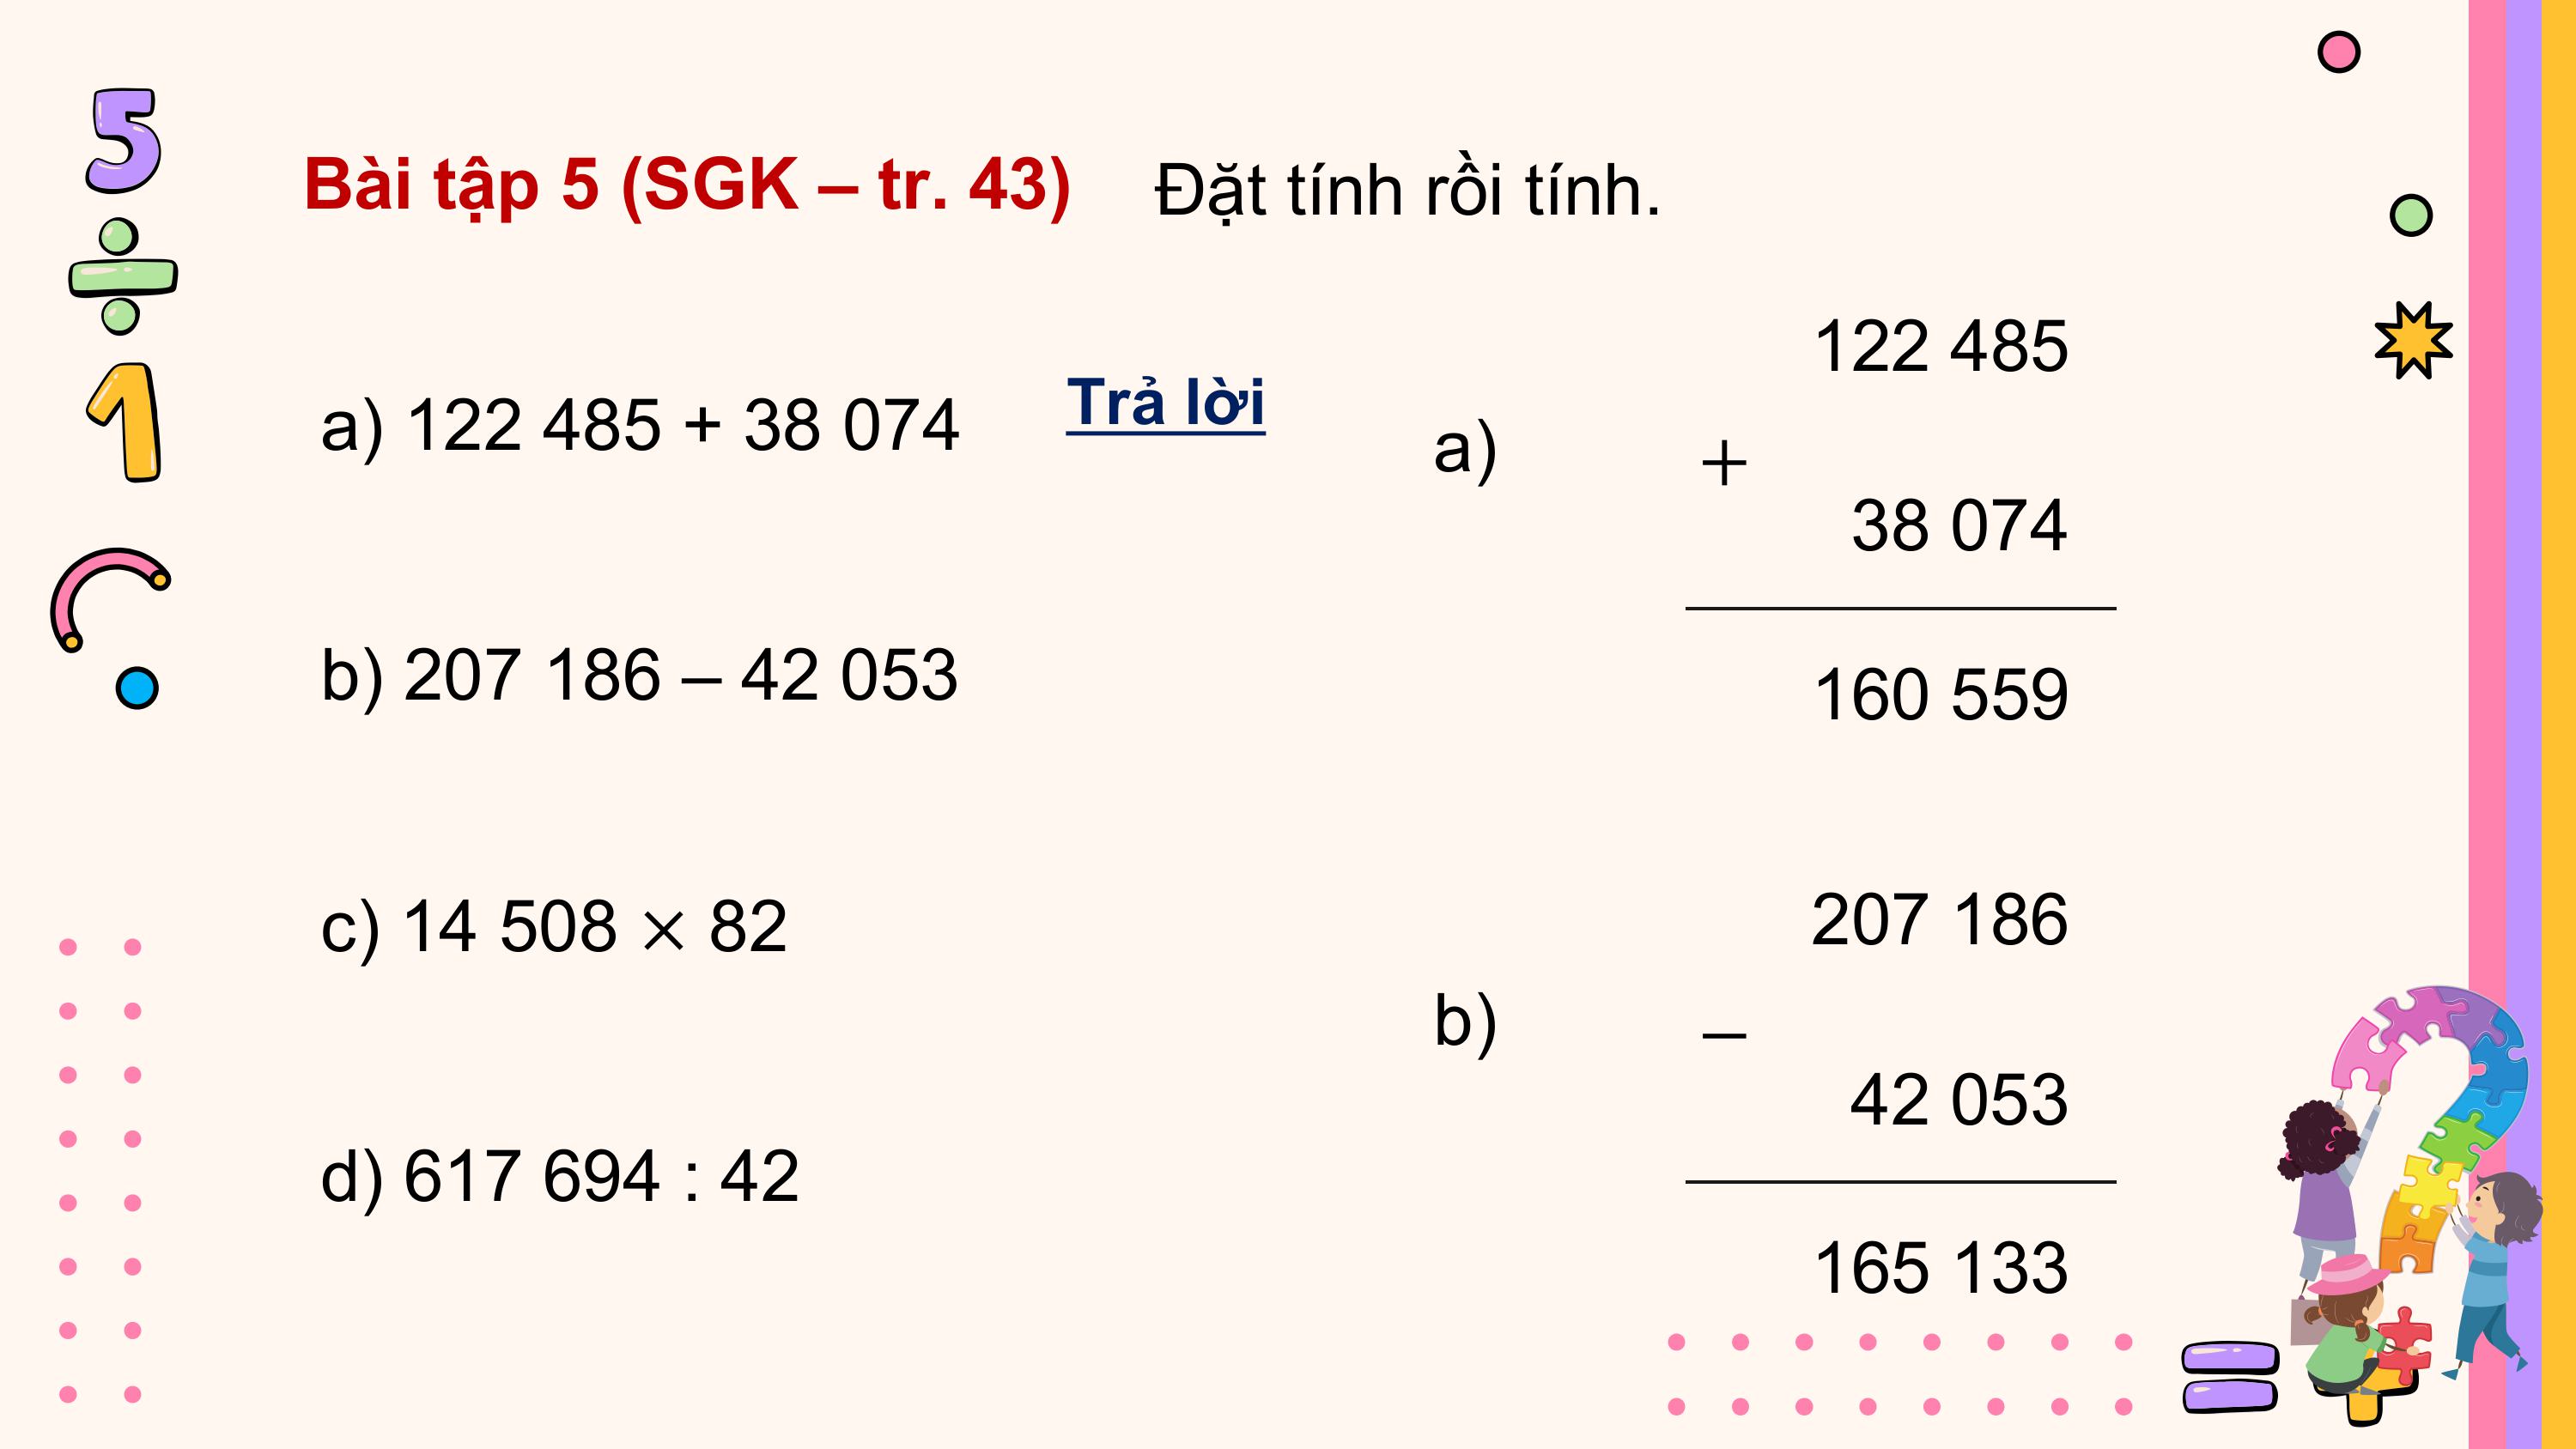 5
÷
1
Bài tập 5 (SGK – tr. 43) Đặt tính rồi tính.
a) 122 485 + 38 074
b) 207 186 – 42 053
c) 14 508 × 82
d) 617 694 : 42
Trả lời
a)
122 485
+
38 074
160 559
b)
207 186
–
42 053
165 133
=